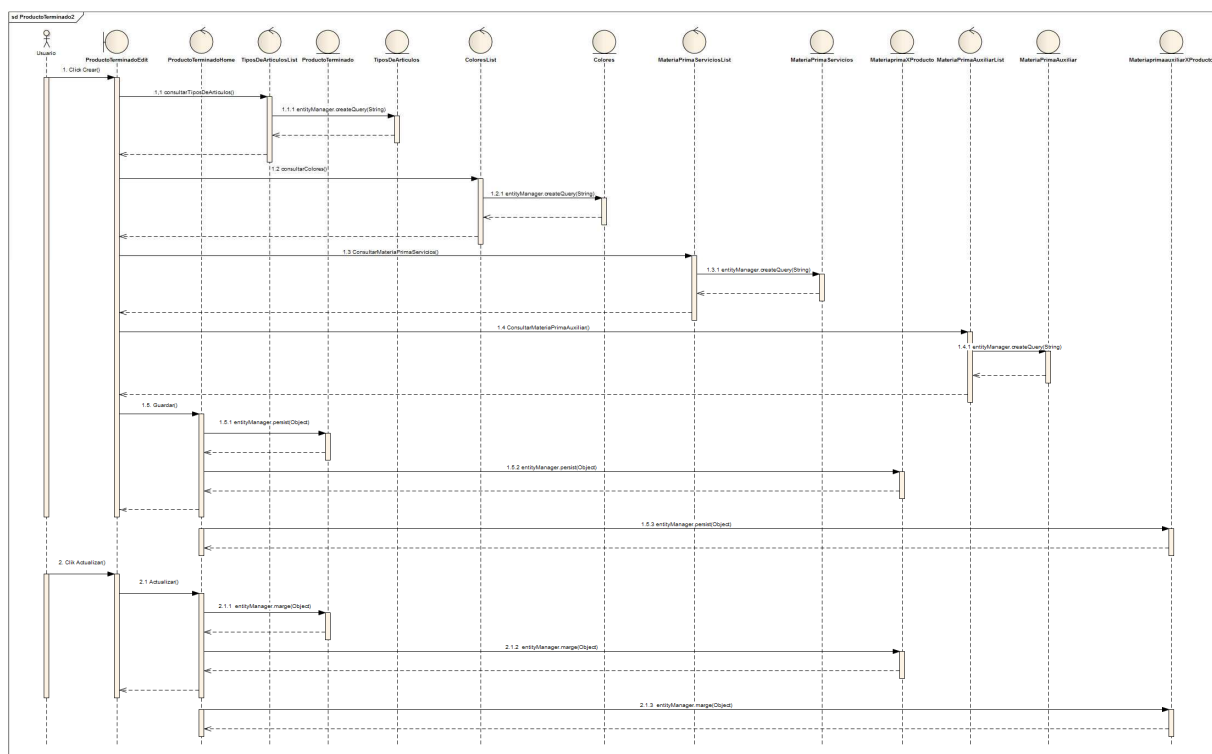 sd ProductoTerminado2
Usuario
ProductoTerminadoEdit
ProductoTerminadoHome
TiposDeArticulosList
ProductoTerminado
TiposDeArticulos
ColoresList
Colores
MateriaPrimaServiciosList
MateriaPrimaServicios
MateriaprimaXProducto
MateriaPrimaAuxiliarList
MateriaPrimaAuxiliar
MateriaprimaauxiliarXProducto
1. Click Crear()
1.1 consultarTiposDeArticulos()
1.1.1 entityManager.createQuery(String)
1.2 consultarColores()
1.2.1 entityManager.createQuery(String)
1.3 ConsultarMateriaPrimaServicios()
1.3.1 entityManager.createQuery(String)
1.4 ConsultarMateriaPrimaAuxiliar()
1.4.1 entityManager.createQuery(String)
1.5. Guardar()
1.5.1 entityManager.persist(Object)
1.5.2 entityManager.persist(Object)
1.5.3 entityManager.persist(Object)
2. Clik Actualizar()
2.1 Actualizar()
2.1.1 entityManager.marge(Object)
2.1.2 entityManager.marge(Object)
2.1.3 entityManager.marge(Object)